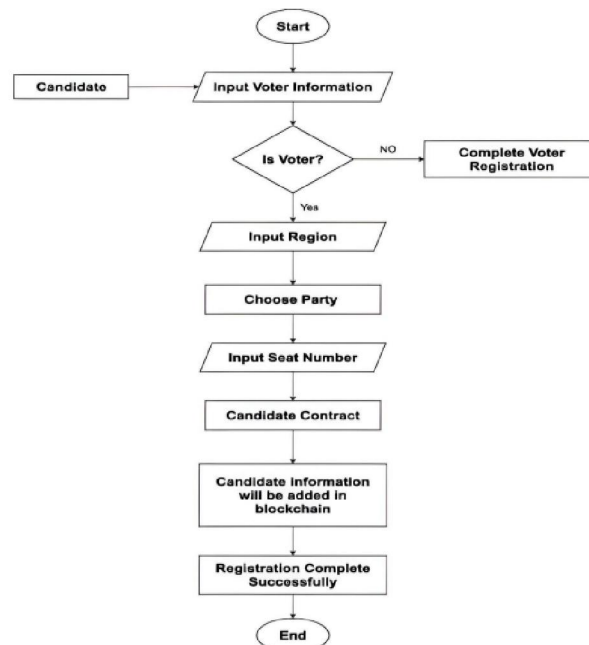 Start
Candidate
Input Voter Information
Is Voter?
NO
Complete Voter
Registration
Yes
Input Region
Choose Party
Input Seat Number
Candidate Contract
Candidate information
will be added in
blockchain
Registration Complete
Successfully
End